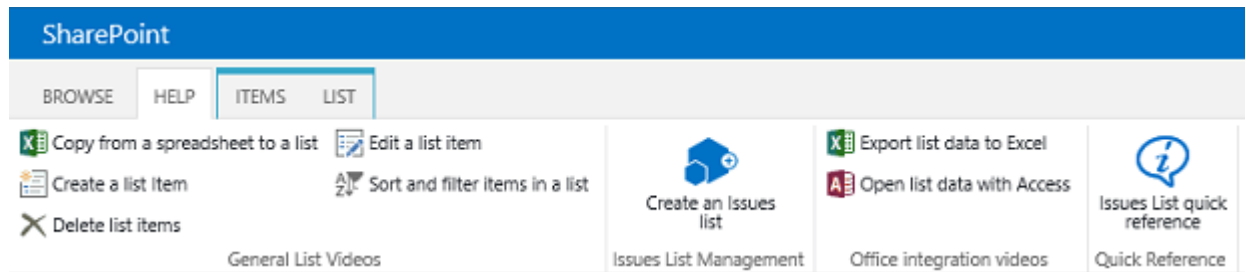 SharePoint
BROWSE HELP ITEMS LIST
Copy from a spreadsheet to a list
Create a list Item
Delete list items
Edit a list item
Sort and filter items in a list
General List Videos
Create an Issues
list
Issues List Management
Export list data to Excel
Open list data with Access
Office integration videos
Issues List quick
reference
Quick Reference